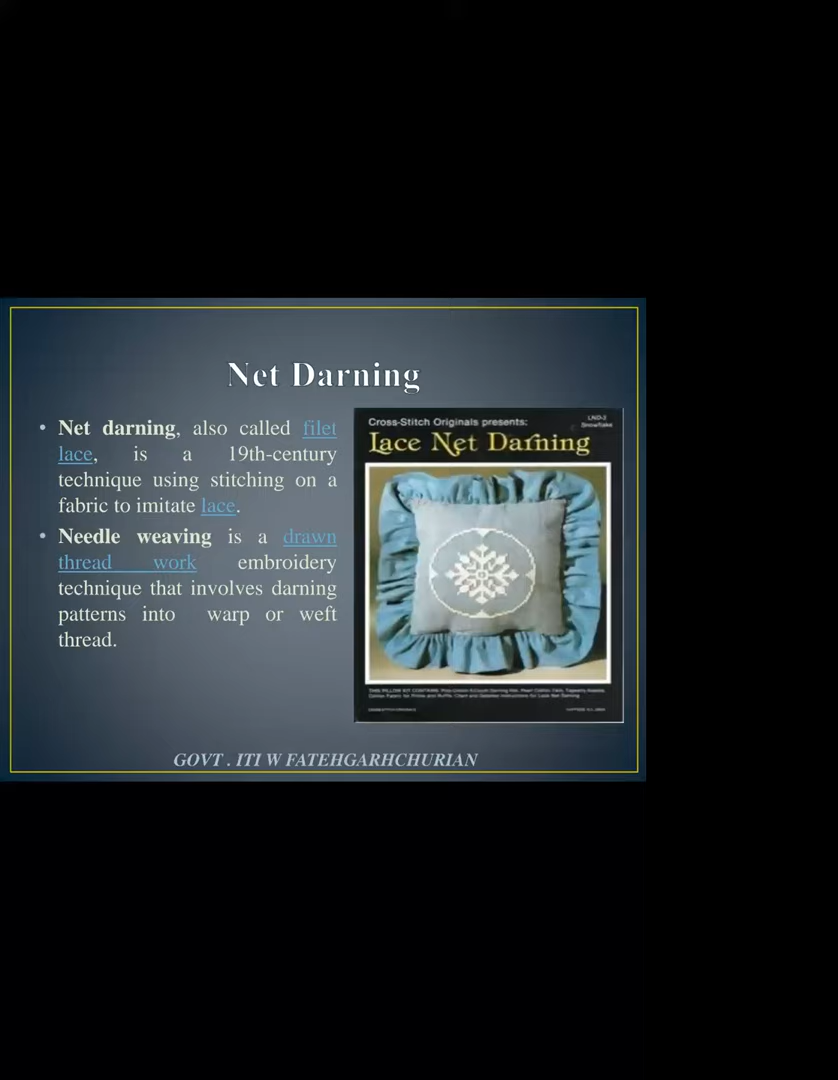 Net Darning
• Net darning, also called filet
lace, is a 19th-century
technique using stitching on a
fabric to imitate lace.
• Needle weaving is a drawn
thread work embroidery
technique that involves darning
patterns into warp or weft
thread.
Cross-Stitch Originals presents:
LND-2
Snowflake
Lace Net Darning
GOVT . ITI W FATEHGARHCHURIAN